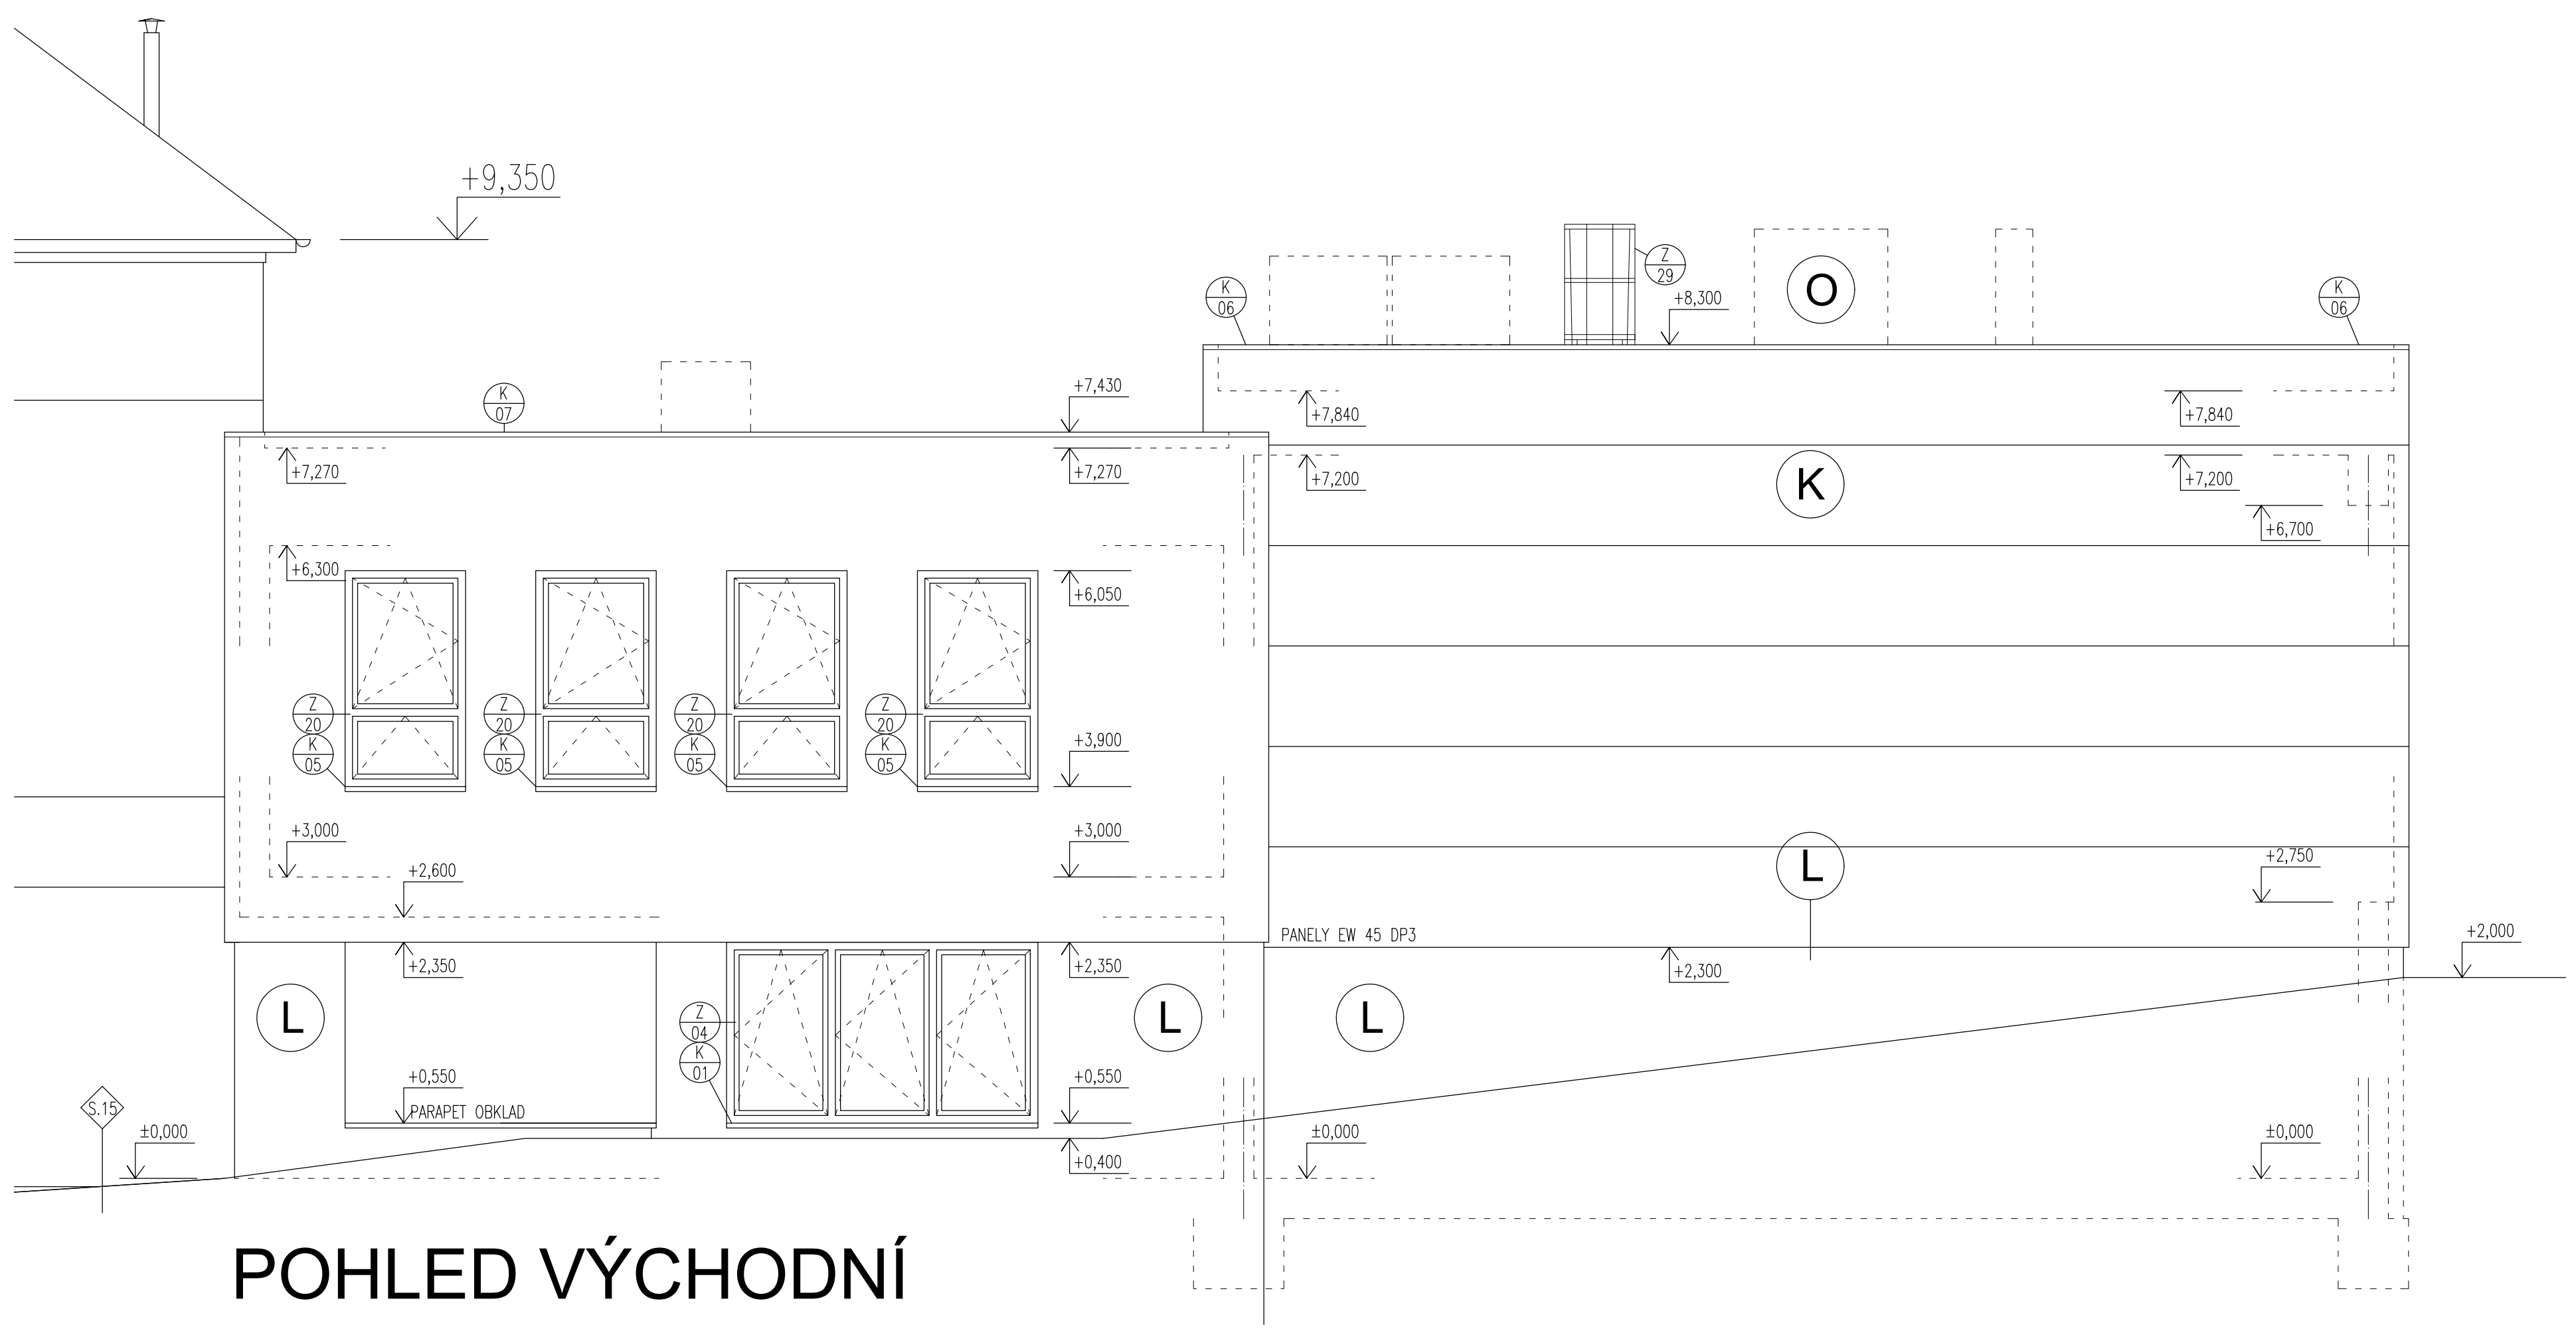 +9,350
Z
29
O
K
06
+8,300
K
06
K
07
+7,430
+7,840
+7,840
+7,270
+7,270
+7,200
K
+7,200
+6,700
+6,300
+6,050
Z
20
K
05
Z
20
K
05
Z
20
K
05
Z
20
K
05
+3,900
+3,000
+3,000
+2,600
L
+2,750
PANELY EW 45 DP3
+2,000
+2,350
+2,350
+2,300
L
Z
04
K
01
L
L
+0,550
+0,550
PARAPET OBKLAD
S.15
±0,000
±0,000
±0,000
+0,400
POHLED VÝCHODNÍ